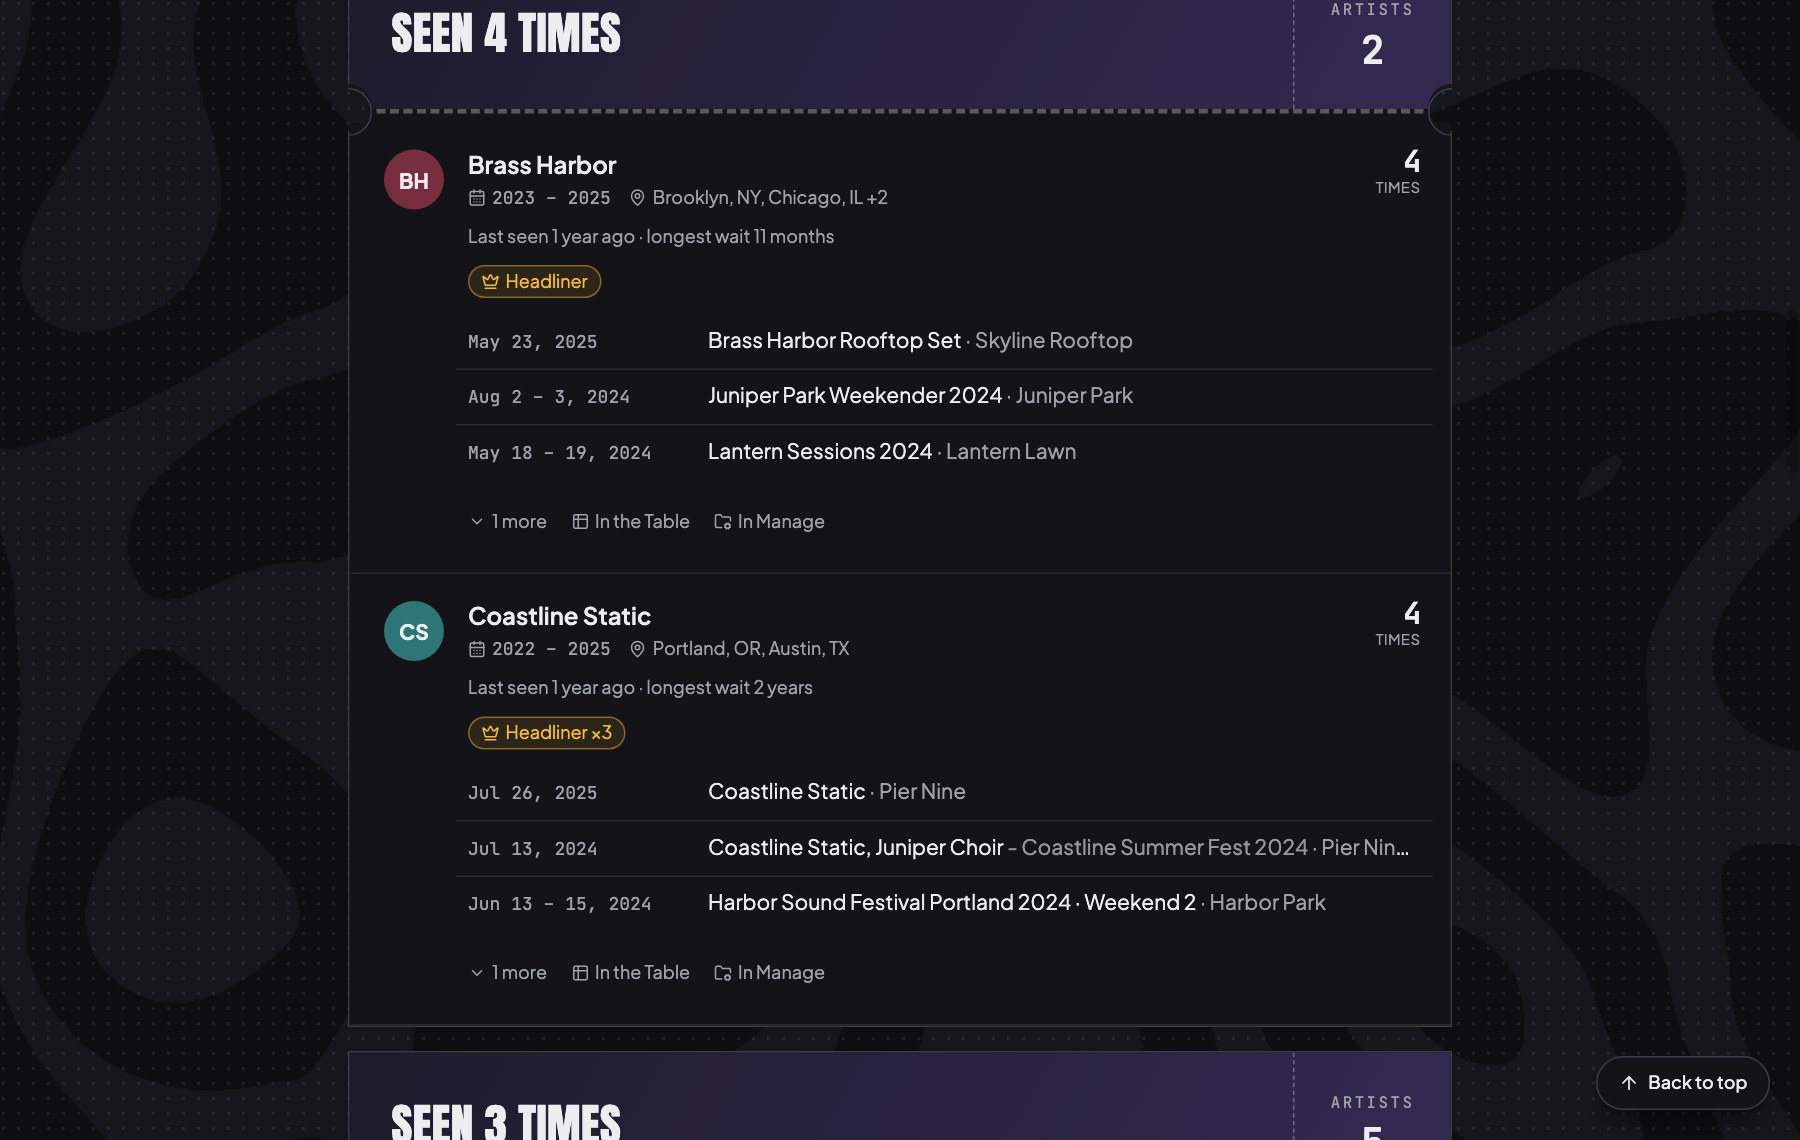 SEEN 4 TIMES
ARTISTS
2
BH
Brass Harbor
4
TIMES
2023 – 2025 Brooklyn, NY, Chicago, IL +2
Last seen 1 year ago · longest wait 11 months
Headliner
May 23, 2025 Brass Harbor Rooftop Set · Skyline Rooftop
Aug 2 – 3, 2024 Juniper Park Weekender 2024 · Juniper Park
May 18 – 19, 2024 Lantern Sessions 2024 · Lantern Lawn
1 more In the Table In Manage
CS
Coastline Static
4
TIMES
2022 – 2025 Portland, OR, Austin, TX
Last seen 1 year ago · longest wait 2 years
Headliner ×3
Jul 26, 2025 Coastline Static · Pier Nine
Jul 13, 2024 Coastline Static, Juniper Choir – Coastline Summer Fest 2024 · Pier Nin…
Jun 13 – 15, 2024 Harbor Sound Festival Portland 2024 · Weekend 2 · Harbor Park
1 more In the Table In Manage
SEEN 3 TIMES
ARTISTS
5
Back to top